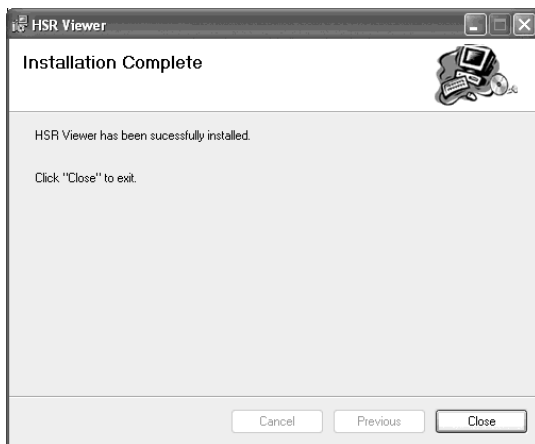 HSR Viewer
Installation Complete
HSR Viewer has been sucessfully installed.
Click "Close" to exit.
Cancel
Previous
Close